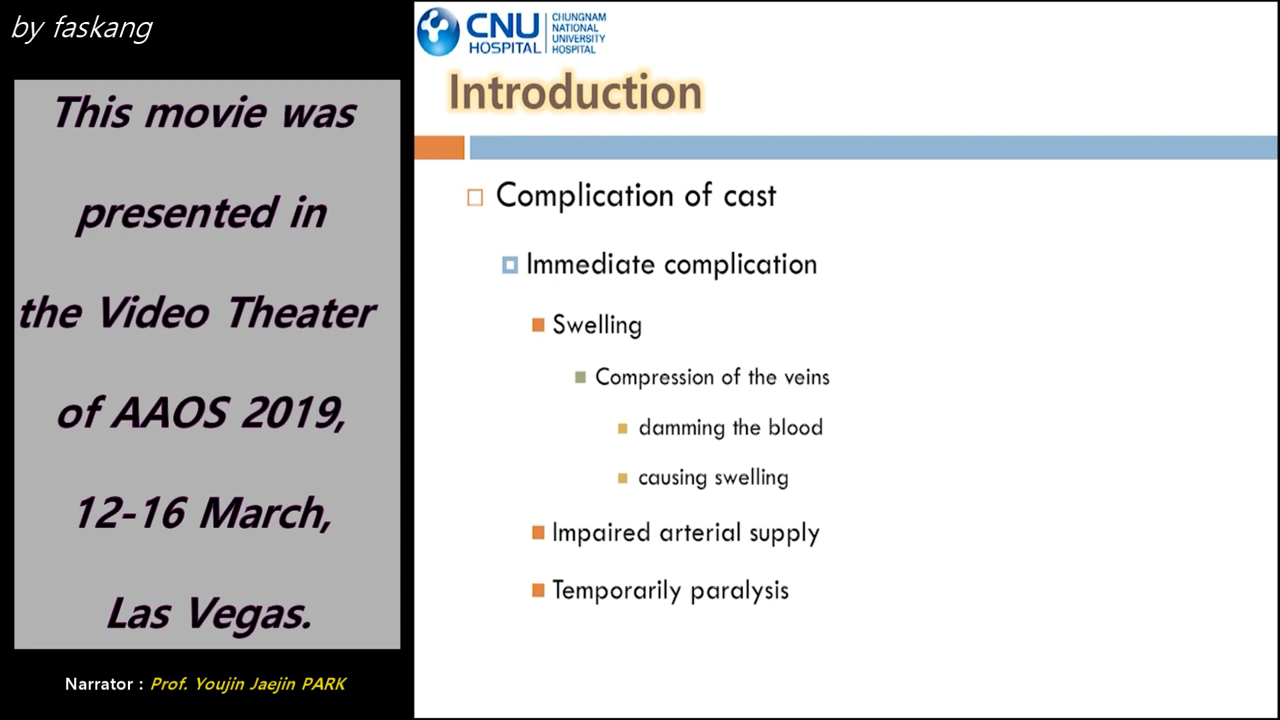 by faskang
This movie was
presented in
the Video Theater
of AAOS 2019,
12-16 March,
Las Vegas.
Narrator : Prof. Youjin Jaejin PARK
CNU
HOSPITAL
CHUNGNAM
NATIONAL
UNIVERSITY
HOSPITAL
Introduction
Complication of cast
Immediate complication
Swelling
Compression of the veins
damming the blood
causing swelling
Impaired arterial supply
Temporarily paralysis